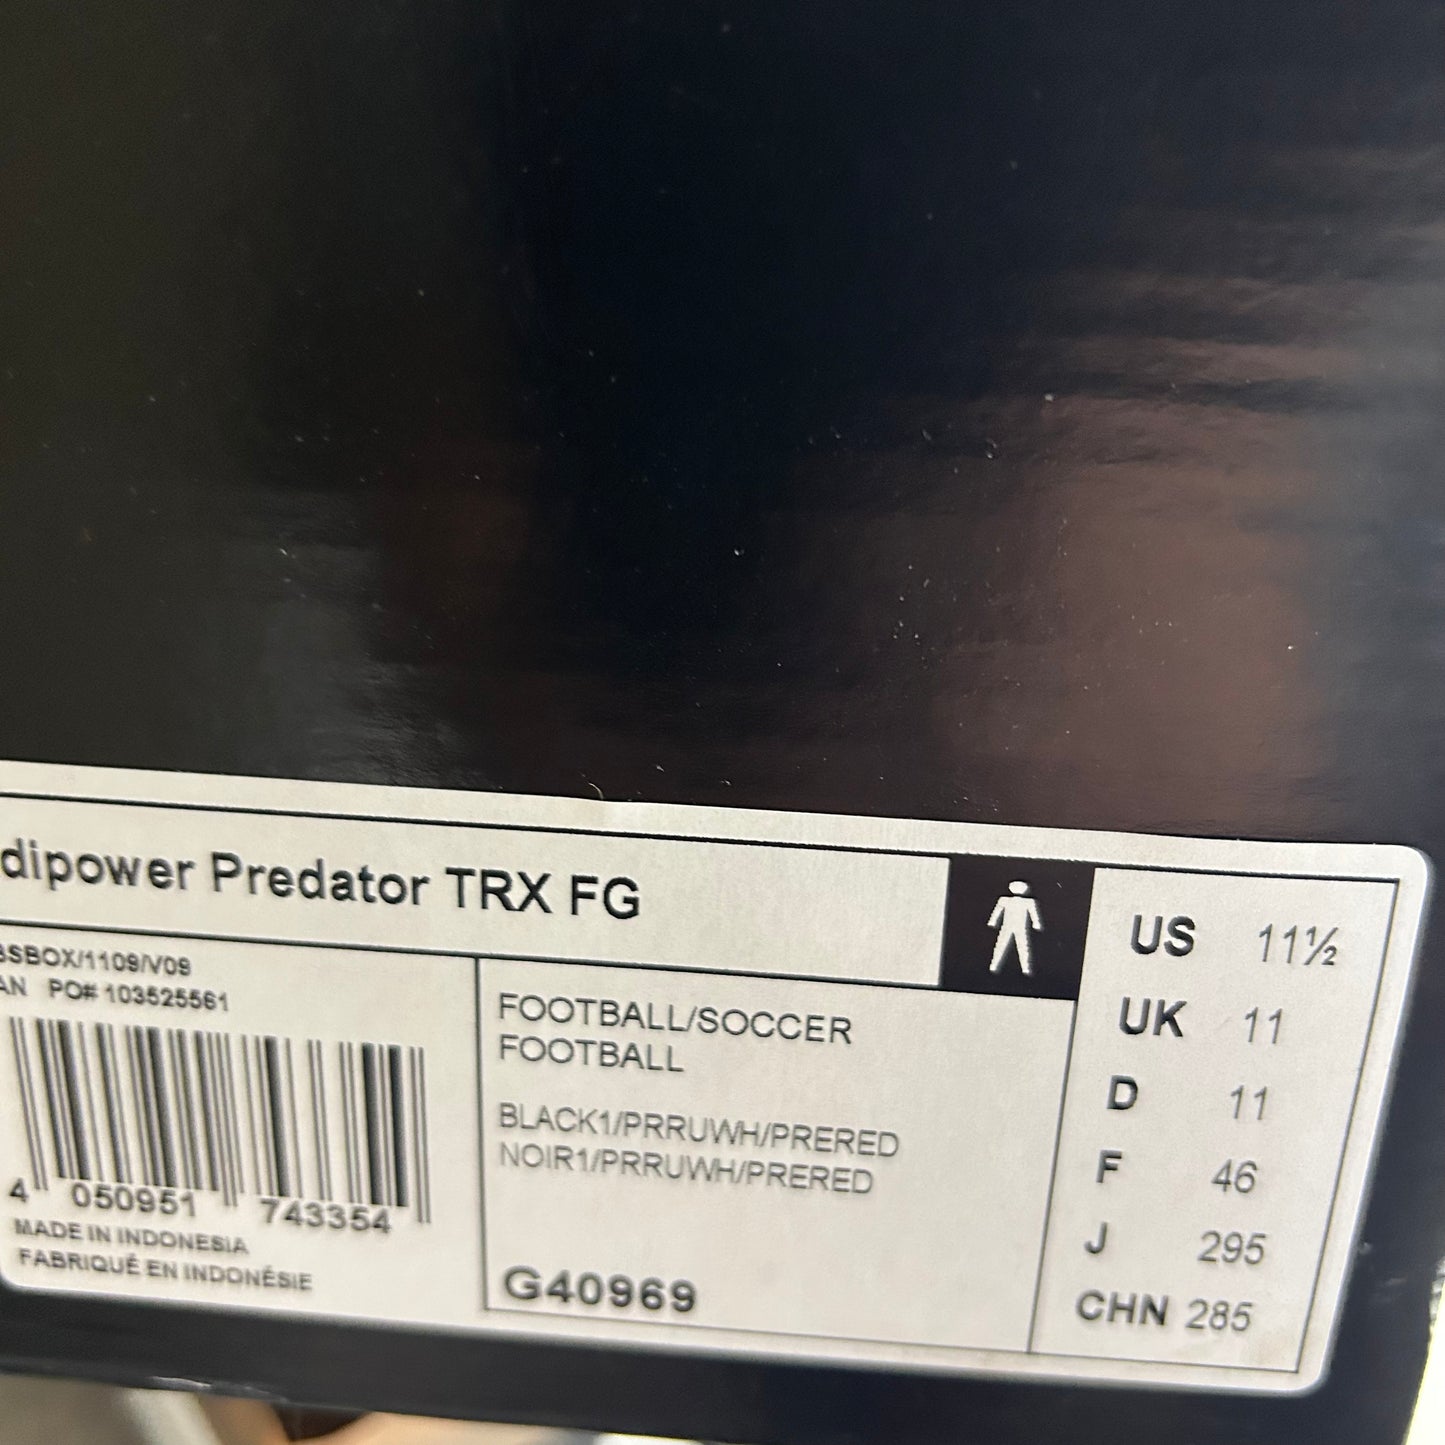 dipower Predator TRX FG
BSBOX/1109/V09
AN PO# 103525561
4 050951 743354
MADE IN INDONESIA
FABRIQUÉ EN INDONÉSIE
FOOTBALL/SOCCER
FOOTBALL
BLACK1/PRRUWH/PRERED
NOIR1/PRRUWH/PRERED
G40969
US 11½
UK 11
D 11
F 46
J 295
CHN 285